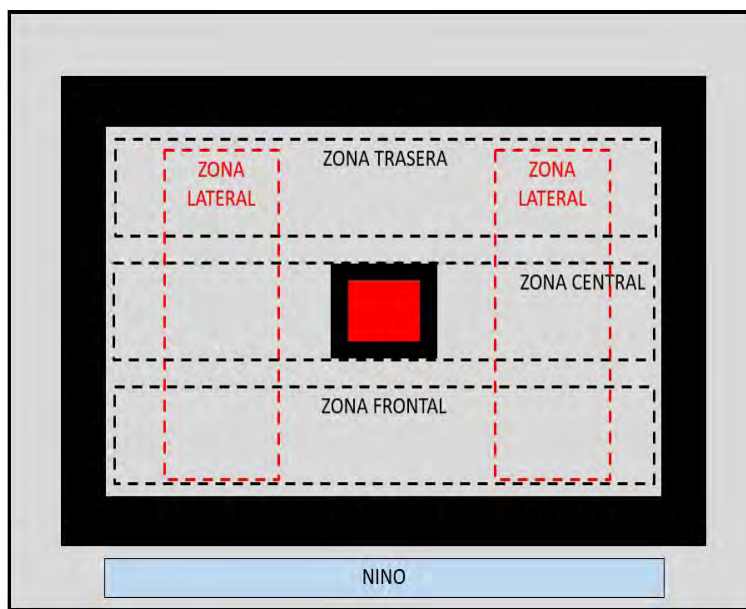 ZONA TRASERA
ZONA
LATERAL
ZONA
LATERAL
ZONA CENTRAL
ZONA FRONTAL
NINO